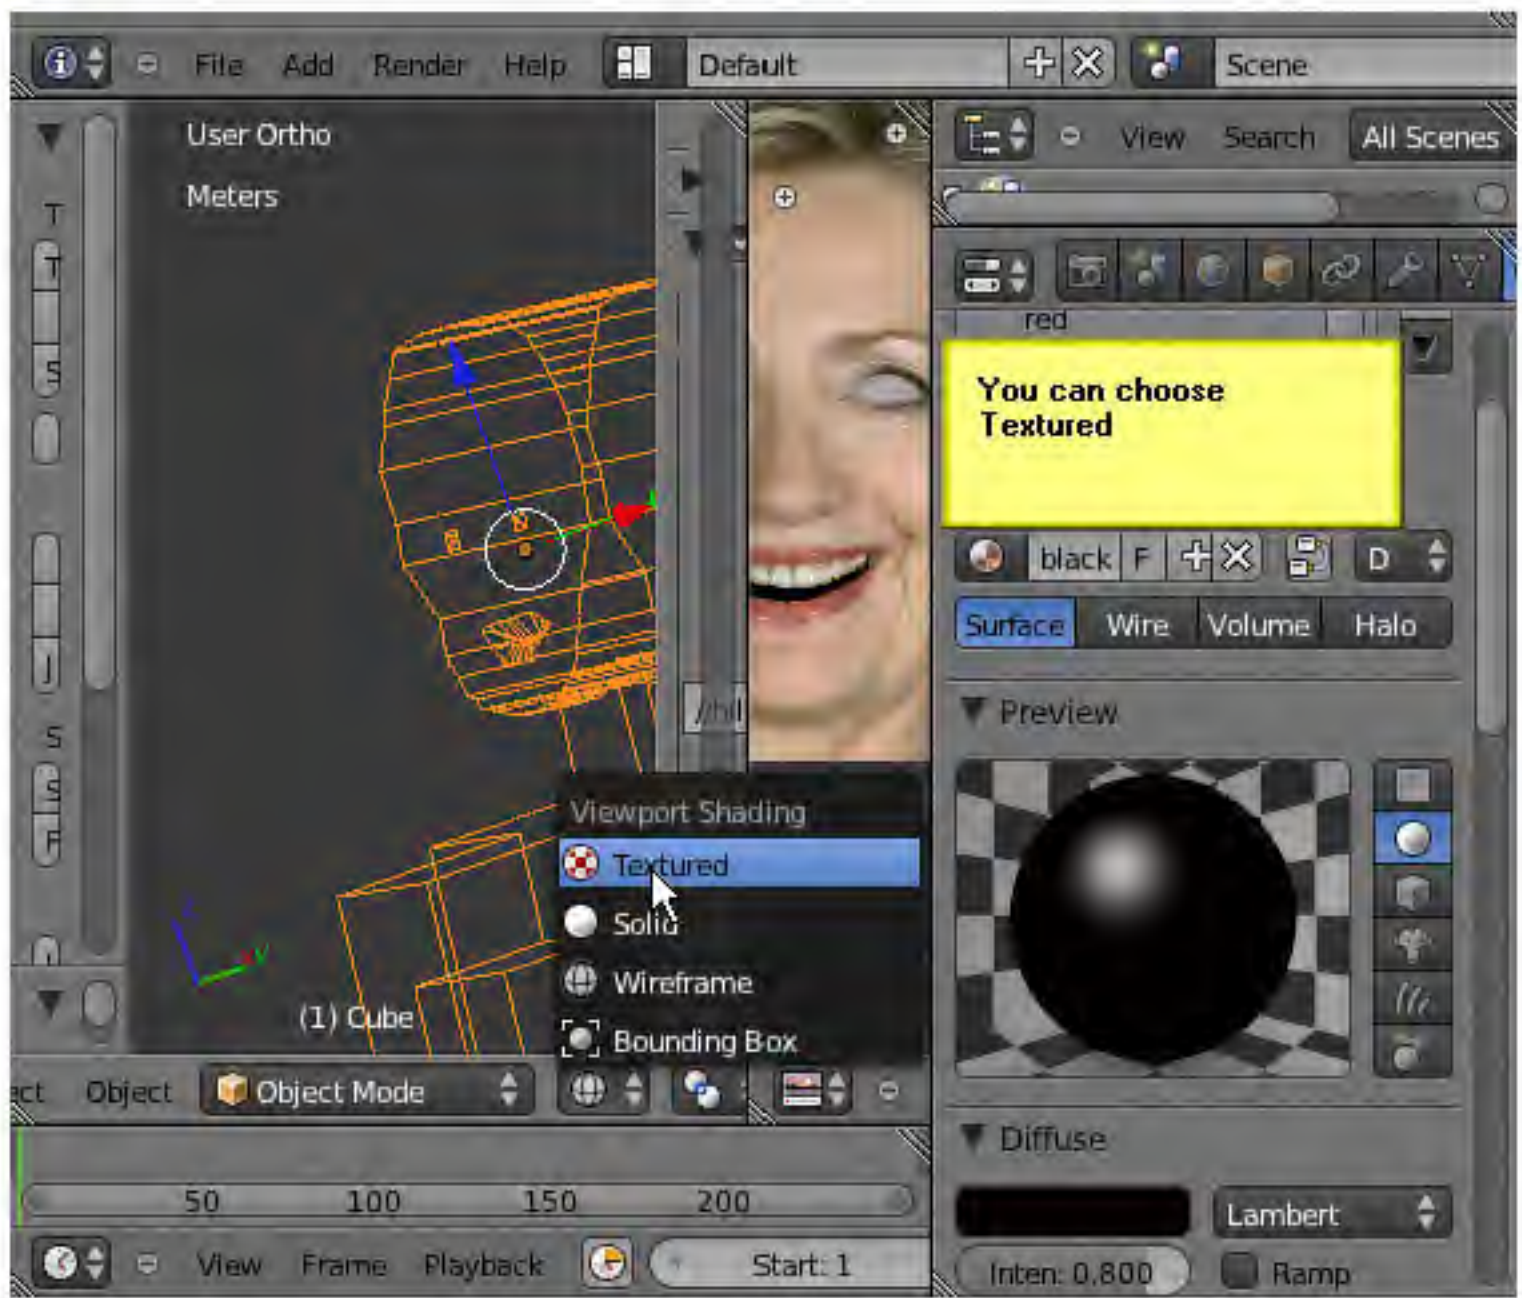 File Add Render Help Default Scene
User Ortho
Meters
View Search All Scenes
T
T
S
J
S
S
F
red
You can choose
Textured
black F D
Surface Wire Volume Halo
Preview
Viewport Shading
Textured
Solid
Wireframe
Bounding Box
(1) Cube
Object Object Mode
Diffuse
50 100 150 200
Lambert
View Frame Playback Start: 1
Inten: 0.800 Ramp